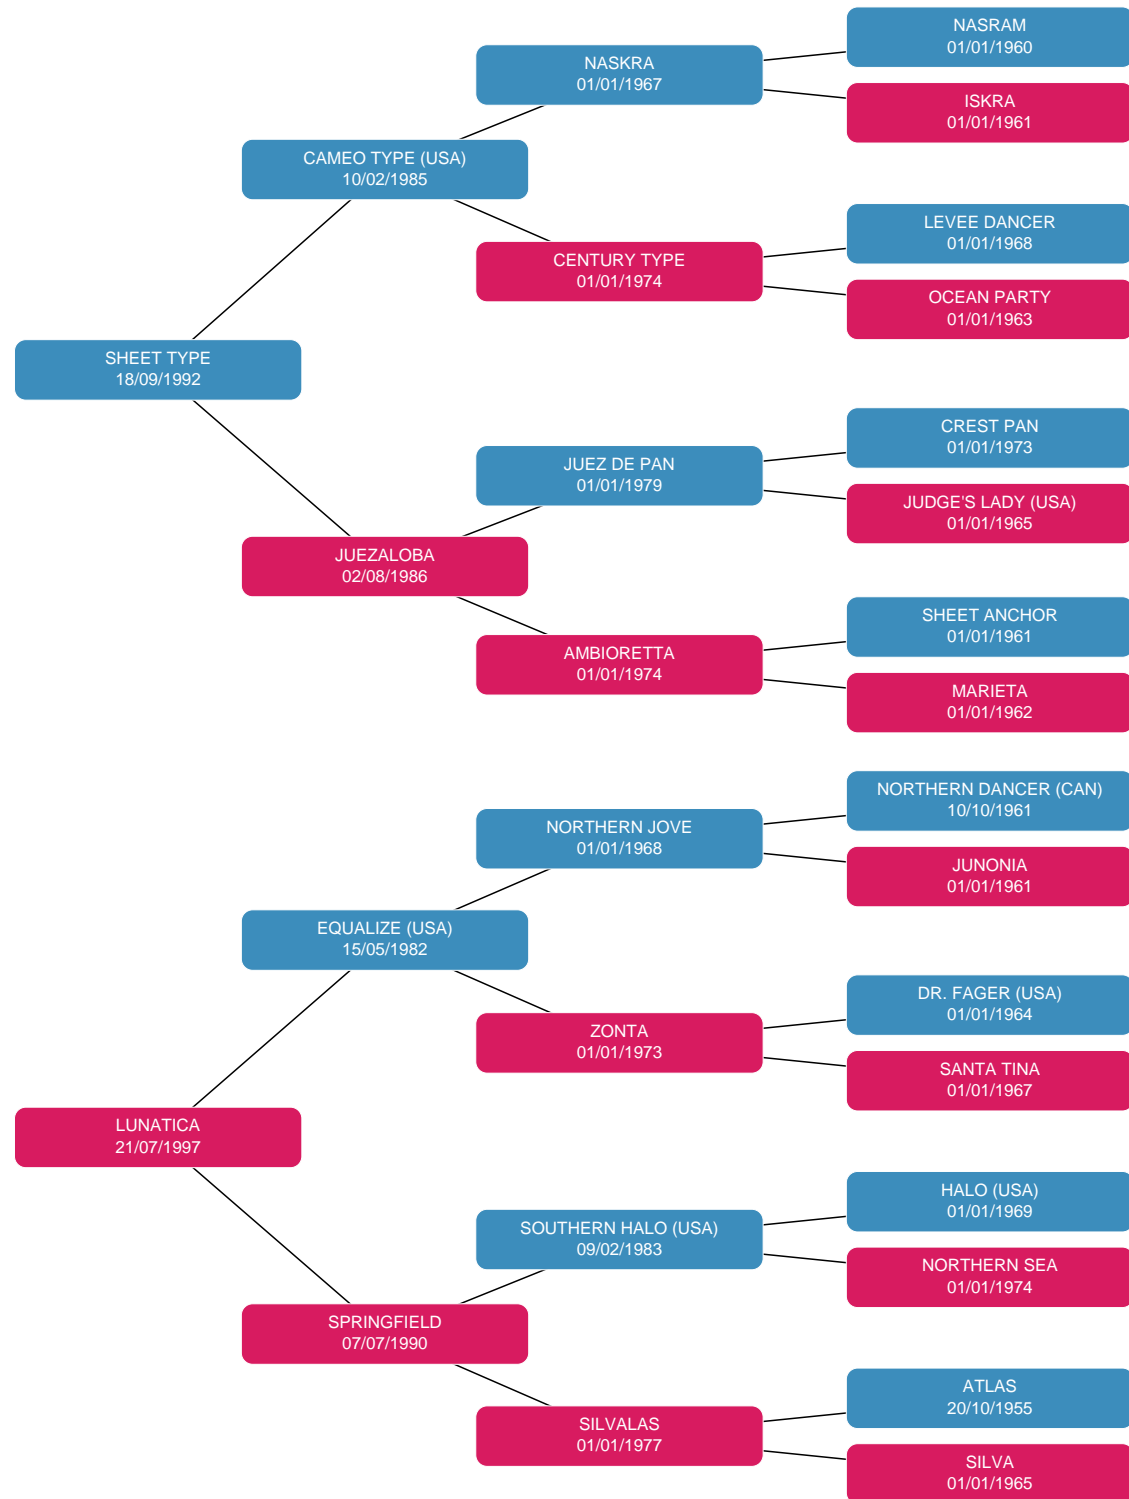 NASRAM
01/01/1960
NASKRA
01/01/1967
ISKRA
01/01/1961
CAMEO TYPE (USA)
10/02/1985
LEVEE DANCER
01/01/1968
CENTURY TYPE
01/01/1974
OCEAN PARTY
01/01/1963
SHEET TYPE
18/09/1992
CREST PAN
01/01/1973
JUEZ DE PAN
01/01/1979
JUDGE'S LADY (USA)
01/01/1965
JUEZALOBA
02/08/1986
SHEET ANCHOR
01/01/1961
AMBIORETTA
01/01/1974
MARIETA
01/01/1962
NORTHERN DANCER (CAN)
10/10/1961
NORTHERN JOVE
01/01/1968
JUNONIA
01/01/1961
EQUALIZE (USA)
15/05/1982
DR. FAGER (USA)
01/01/1964
ZONTA
01/01/1973
SANTA TINA
01/01/1967
LUNATICA
21/07/1997
HALO (USA)
01/01/1969
SOUTHERN HALO (USA)
09/02/1983
NORTHERN SEA
01/01/1974
SPRINGFIELD
07/07/1990
ATLAS
20/10/1955
SILVALAS
01/01/1977
SILVA
01/01/1965